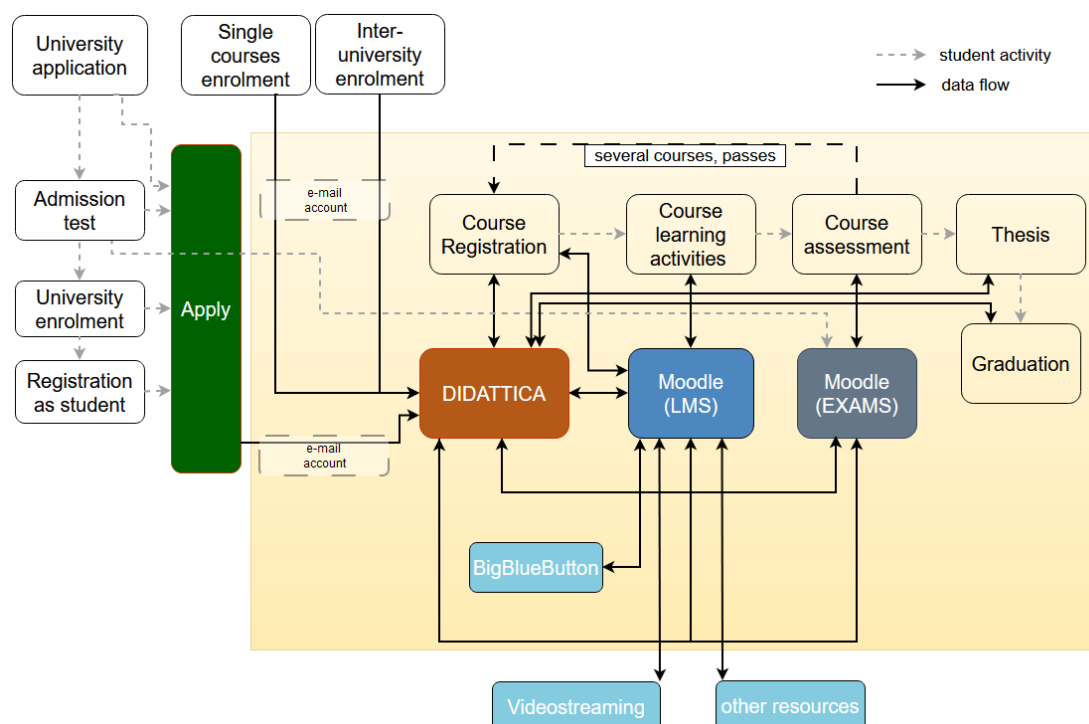 University
application
Single
courses
enrolment
Inter-
university
enrolment
student activity
data flow
several courses, passes
Admission
test
e-mail
account
Course
Registration
Course
learning
activities
Course
assessment
Thesis
University
enrolment
Apply
Registration
as student
DIDATTICA
Moodle
(LMS)
Moodle
(EXAMS)
Graduation
e-mail
account
BigBlueButton
Videostreaming
other resources